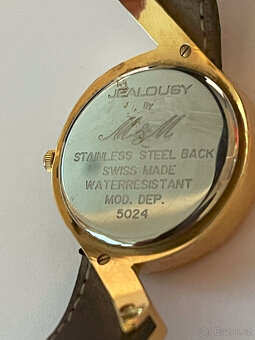 JEALOUSY
By
M&M
STAINLESS STEEL BACK
SWISS MADE
WATERRESISTANT
MOD. DEP.
5024